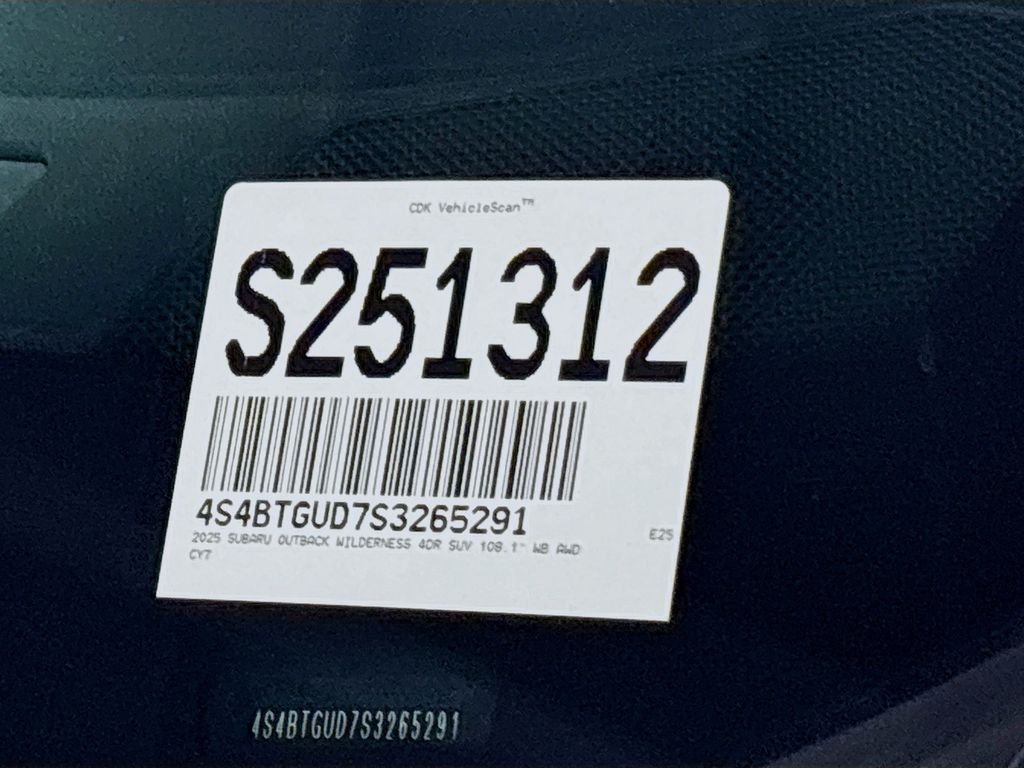 CDK VehicleScan™
S251312
4S4BTGUD7S3265291
2025 SUBARU OUTBACK WILDERNESS 4DR SUV 108.1" WB AWD
E25
CY7
4S4BTGUD7S3265291